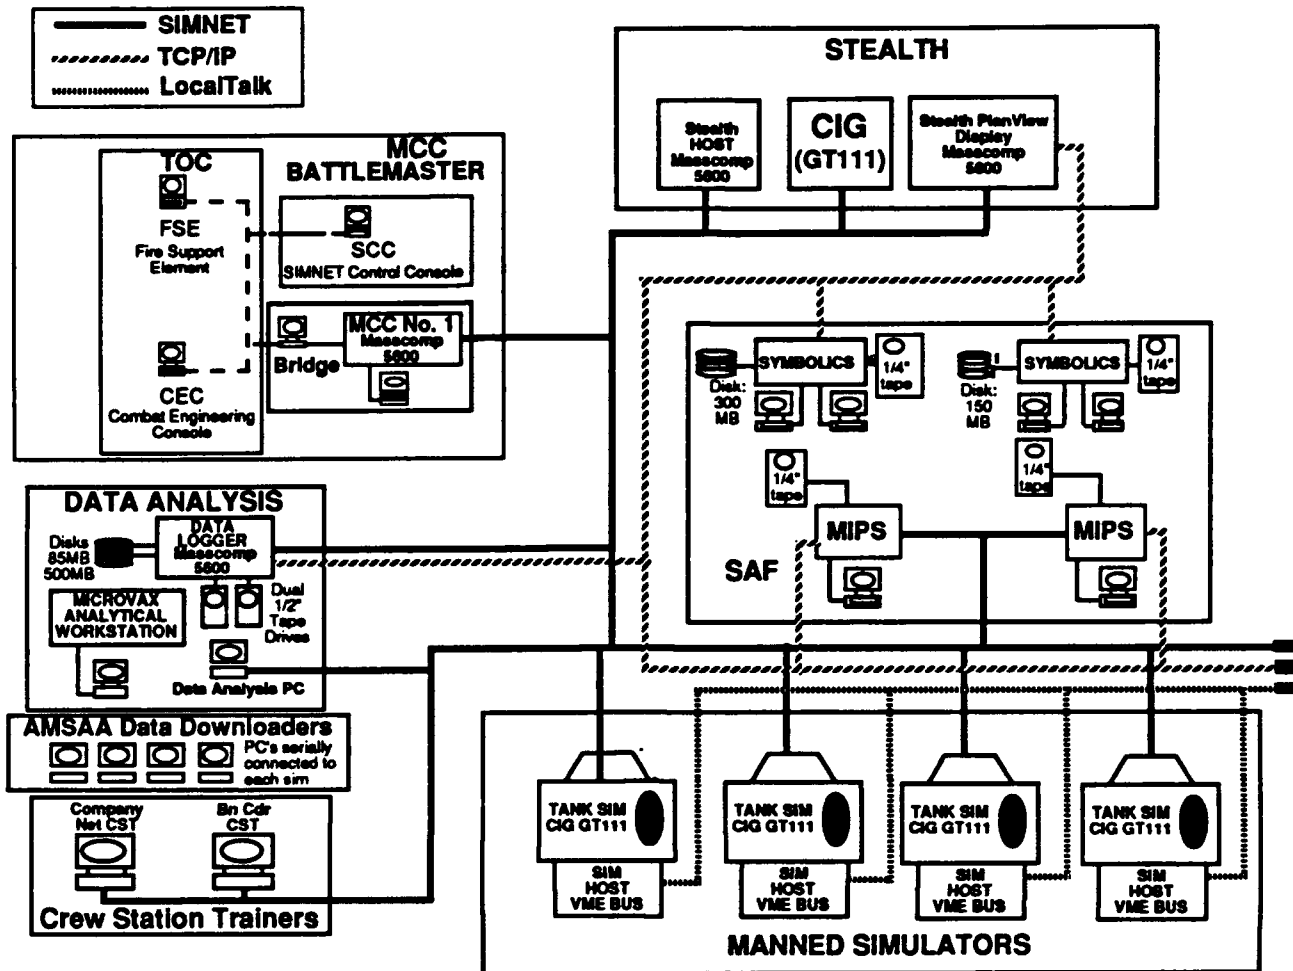 SIMNET
TCP/IP
LocalTalk
STEALTH
Stealth
HOST
Masscomp
5600
CIG
(GT111)
Stealth PlanView
Display
Masscomp
5600
MCC
BATTLEMASTER
TOC
FSE
Fire Support
Element
SCC
SIMNET Control Console
MCC No. 1
Masscomp
5600
Bridge
CEC
Combat Engineering
Console
SYMBOLICS
1/4"
tape
Disk:
300
MB
SYMBOLICS
1/4"
tape
Disk:
150
MB
1/4"
tape
1/4"
tape
MIPS
MIPS
SAF
DATA ANALYSIS
DATA
LOGGER
Masscomp
5600
Disks
85MB
500MB
Dual
1/2"
Tape
Drives
MICROVAX
ANALYTICAL
WORKSTATION
Data Analysis PC
AMSAA Data Downloaders
PC's serially
connected to
each sim
Company
Net CST
Bn Cdr
CST
Crew Station Trainers
TANK SIM
CIG GT111
SIM
HOST
VME BUS
TANK SIM
CIG GT111
SIM
HOST
VME BUS
TANK SIM
CIG GT111
SIM
HOST
VME BUS
TANK SIM
CIG GT111
SIM
HOST
VME BUS
MANNED SIMULATORS